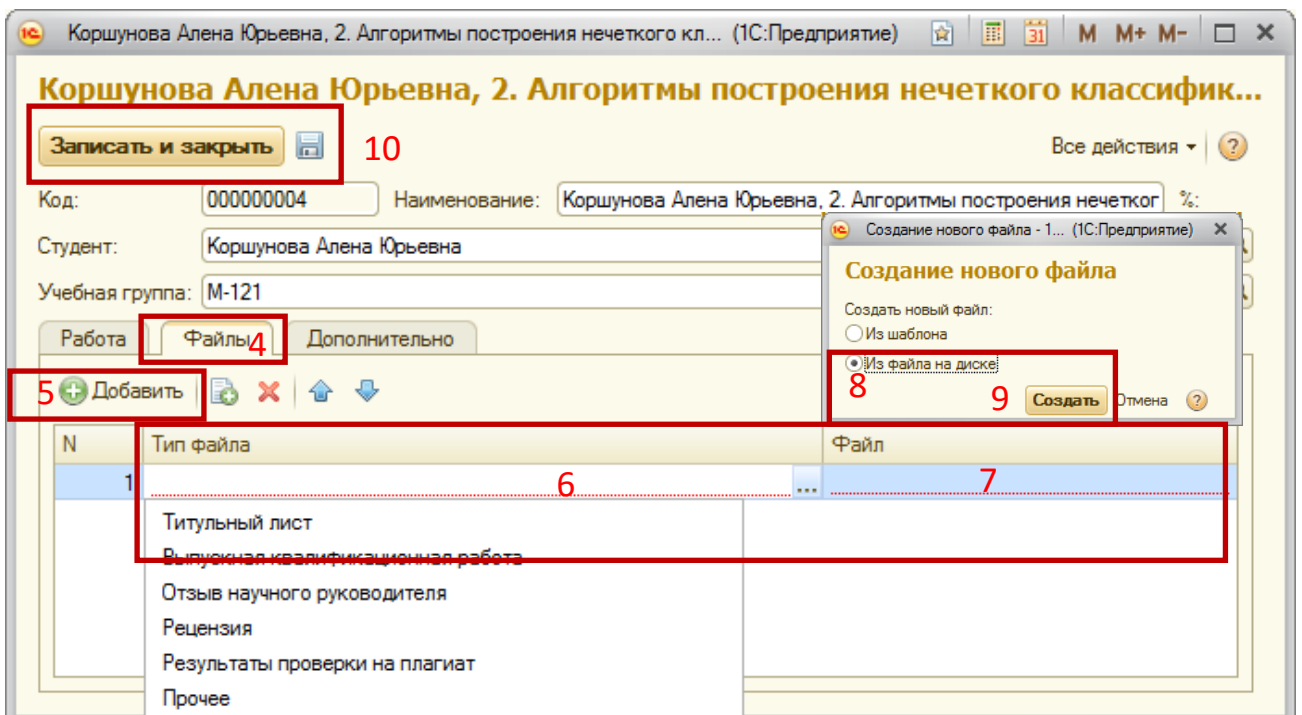 Коршунова Алена Юрьевна, 2. Алгоритмы построения нечеткого кл... (1С:Предприятие) 31 M M+ M-
Коршунова Алена Юрьевна, 2. Алгоритмы построения нечеткого классифик...
Записать и закрыть 10 Все действия ?
Код: 000000004 Наименование: Коршунова Алена Юрьевна, 2. Алгоритмы построения нечетког %:
Студент: Коршунова Алена Юрьевна
Учебная группа: М-121
Создание нового файла - 1... (1С:Предприятие)
Создание нового файла
Создать новый файл:
Из шаблона
Из файла на диске
8 9 Создать Отмена ?
Работа Файлы 4 Дополнительно
5 Добавить
N Тип файла Файл
1 6 ... 7
Титульный лист
Выпускная квалификационная работа
Отзыв научного руководителя
Рецензия
Результаты проверки на плагиат
Прочее